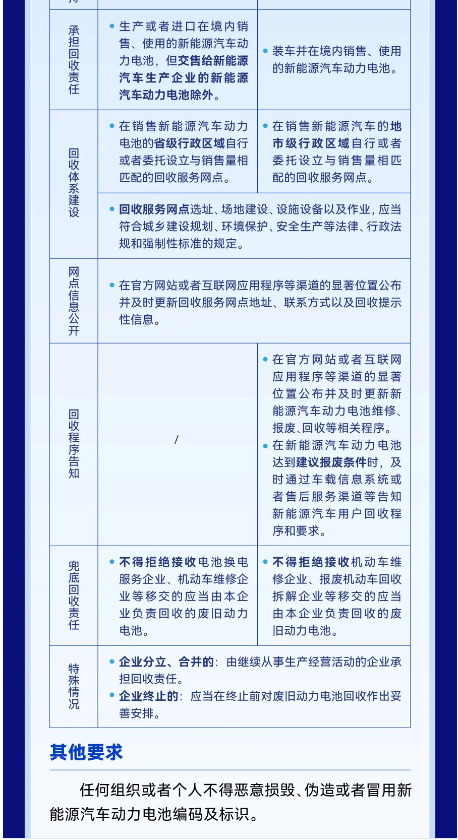 承担回收责任
• 生产或者进口在境内销
售、使用的新能源汽车动
力电池，但交售给新能源
汽车生产企业的新能源
汽车动力电池除外。
• 装车并在境内销售、使用
的新能源汽车动力电池。
回收体系建设
• 在销售新能源汽车动力
电池的省级行政区域自行
或者委托设立与销售量相
匹配的回收服务网点。
• 在销售新能源汽车的地
市级行政区域自行或者
委托设立与销售量相匹
配的回收服务网点。
• 回收服务网点选址、场地建设、设施设备以及作业，应当
符合城乡建设规划、环境保护、安全生产等法律、行政法
规和强制性标准的规定。
网点信息公开
• 在官方网站或者互联网应用程序等渠道的显著位置公布
并及时更新回收服务网点地址、联系方式以及回收提示
性信息。
回收程序告知
/
• 在官方网站或者互联网
应用程序等渠道的显著
位置公布并及时更新新
能源汽车动力电池维修、
报废、回收等相关程序。
• 在新能源汽车动力电池
达到建议报废条件时，及
时通过车载信息系统或
者售后服务渠道等告知
新能源汽车用户回收程
序和要求。
兜底回收责任
• 不得拒绝接收电池换电
服务企业、机动车维修企
业等移交的应当由本企
业负责回收的废旧动力
电池。
• 不得拒绝接收机动车维
修企业、报废机动车回收
拆解企业等移交的应当
由本企业负责回收的废
旧动力电池。
特殊情况
• 企业分立、合并的：由继续从事生产经营活动的企业承
担回收责任。
• 企业终止的：应当在终止前对废旧动力电池回收作出妥
善安排。
其他要求
任何组织或者个人不得恶意损毁、伪造或者冒用新
能源汽车动力电池编码及标识。